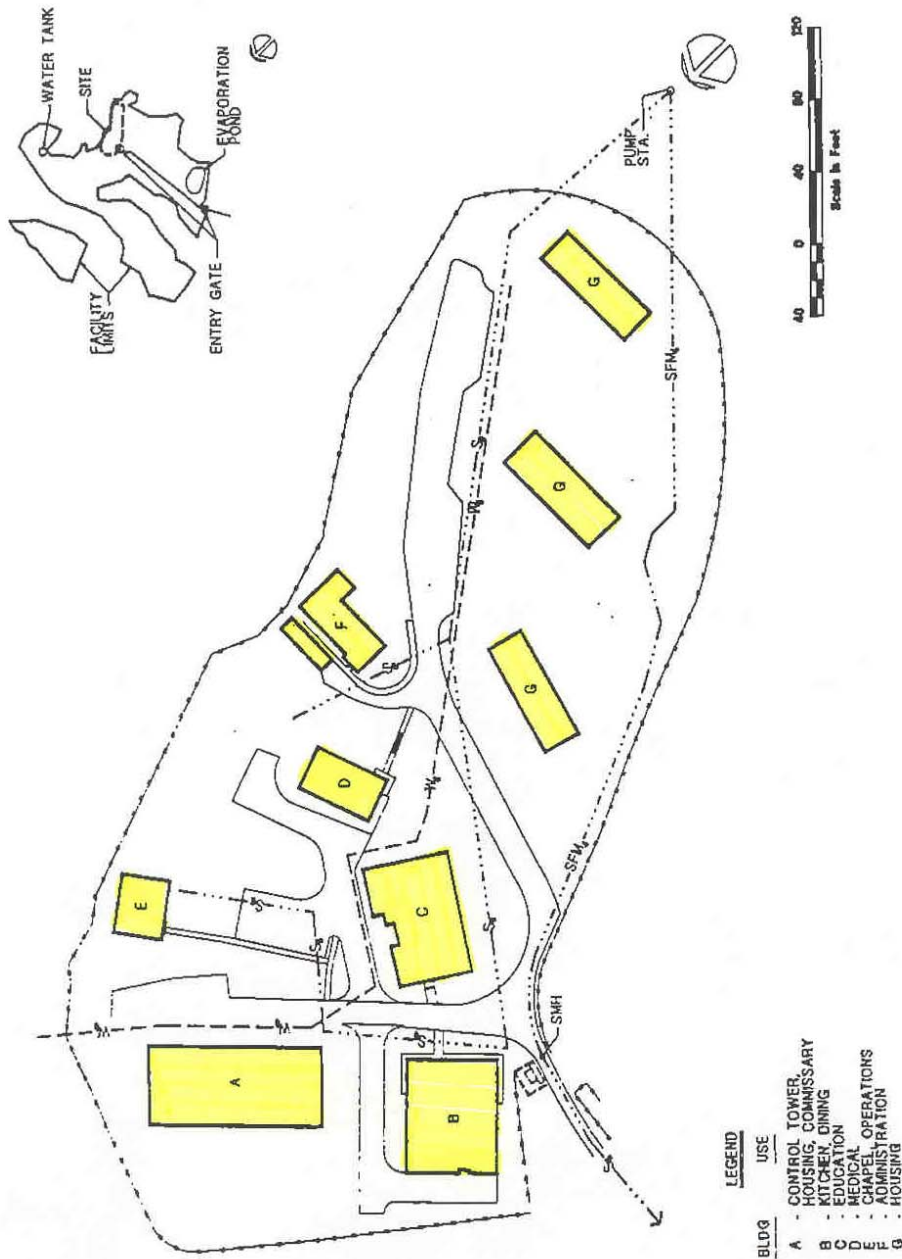 WATER TANK
SITE
EVAPORATION
POND
FACILITY
LIMITS
ENTRY GATE
PUMP
STA.
SFM
SFM
SMH
S
S
S
S
S
S
S
W
W
W
W
A
B
C
D
E
F
G
G
G
40 0 40 80 120
Scale in Feet
LEGEND
BLDG USE
A - CONTROL TOWER,
HOUSING, COMMISSARY
B - KITCHEN, DINING
C - EDUCATION
D - MEDICAL
E - CHAPEL, OPERATIONS
F - ADMINISTRATION
G - HOUSING